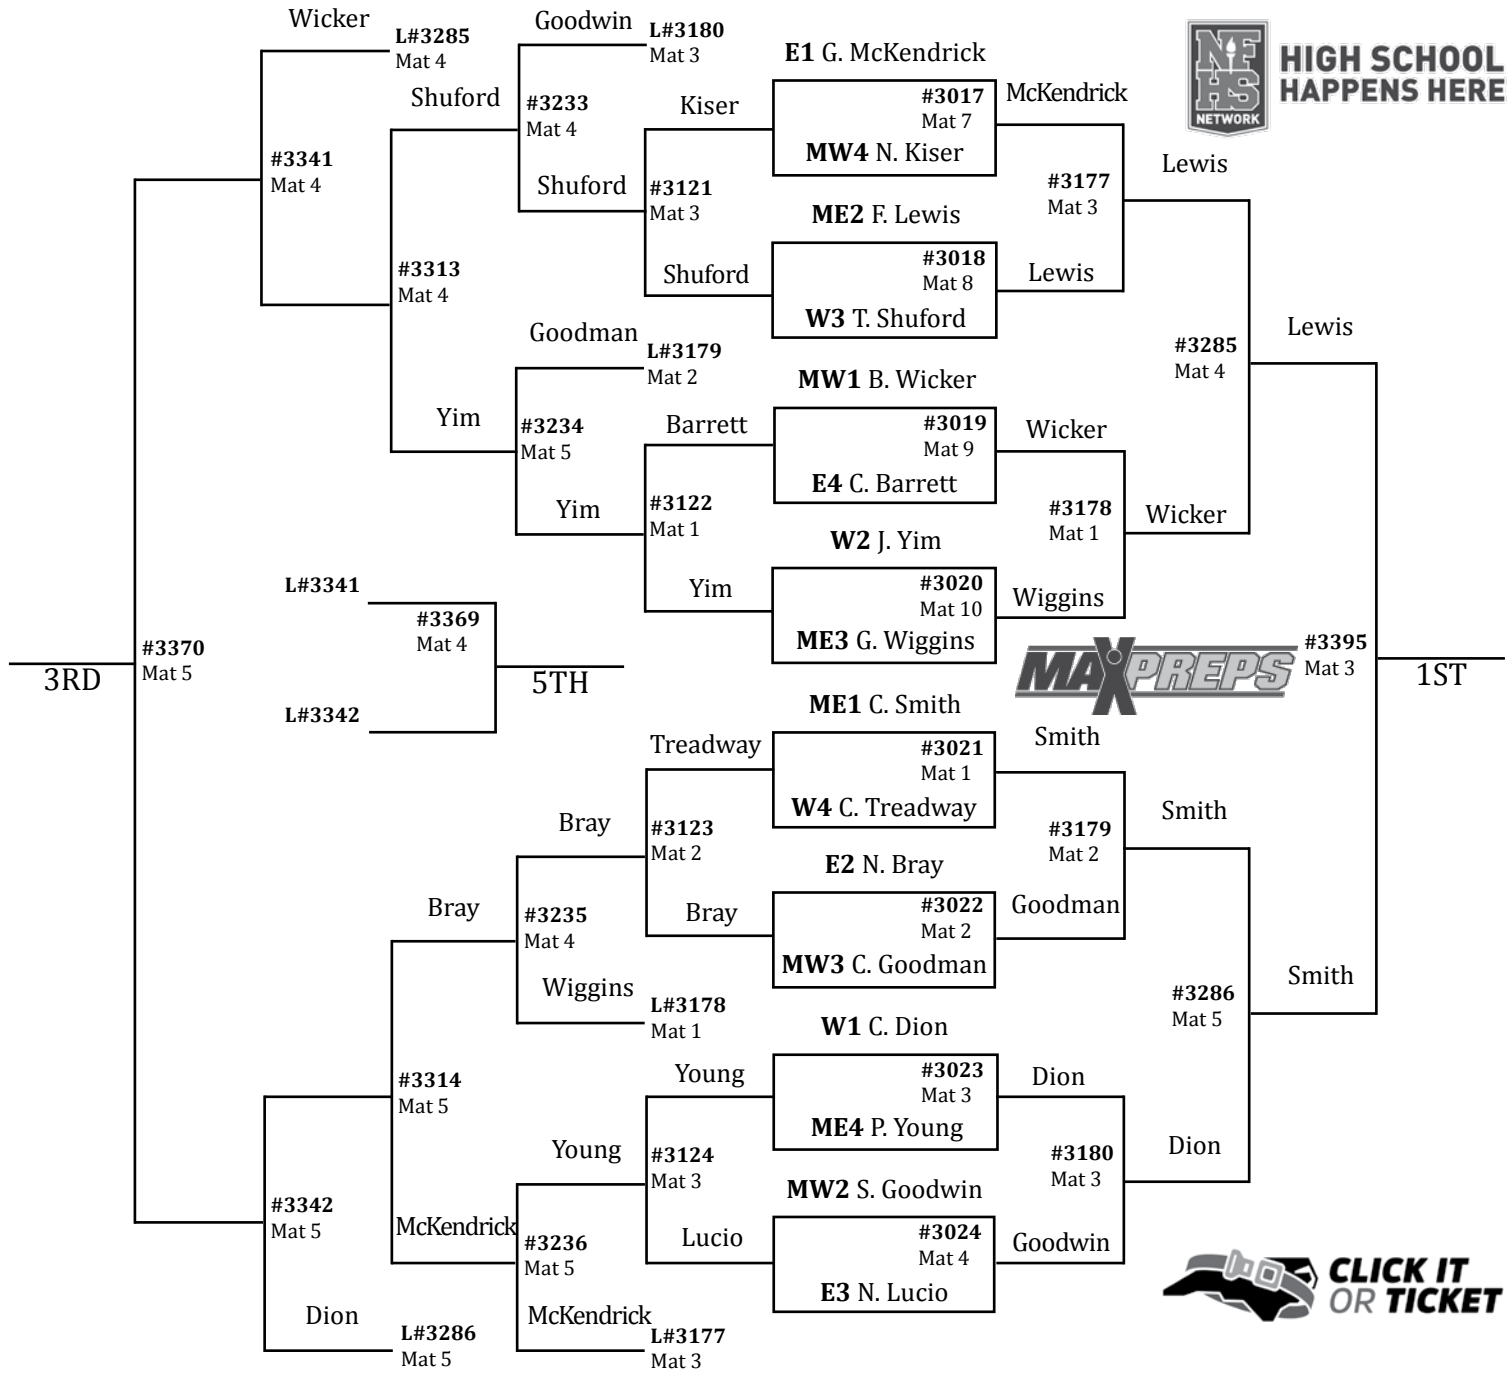 Wicker
L#3285
Mat 4
Goodwin
L#3180
Mat 3
E1 G. McKendrick
NF
HS
NETWORK
HIGH SCHOOL
HAPPENS HERE
Shuford
#3233
Mat 4
Kiser
#3017
Mat 7
McKendrick
MW4 N. Kiser
#3341
Mat 4
Shuford
#3121
Mat 3
#3177
Mat 3
Lewis
ME2 F. Lewis
#3313
Mat 4
Shuford
#3018
Mat 8
Lewis
W3 T. Shuford
Goodman
L#3179
Mat 2
#3285
Mat 4
Lewis
MW1 B. Wicker
Yim
#3234
Mat 5
Barrett
#3019
Mat 9
Wicker
E4 C. Barrett
Yim
#3122
Mat 1
#3178
Mat 1
Wicker
W2 J. Yim
L#3341
Yim
#3020
Mat 10
Wiggins
ME3 G. Wiggins
#3369
Mat 4
#3370
Mat 5
3RD
5TH
MAXPREPS
#3395
Mat 3
1ST
L#3342
ME1 C. Smith
Treadway
#3021
Mat 1
Smith
W4 C. Treadway
Bray
#3123
Mat 2
#3179
Mat 2
Smith
E2 N. Bray
Bray
#3235
Mat 4
Bray
#3022
Mat 2
Goodman
MW3 C. Goodman
Wiggins
L#3178
Mat 1
#3286
Mat 5
Smith
W1 C. Dion
#3314
Mat 5
Young
#3023
Mat 3
Dion
ME4 P. Young
Young
#3124
Mat 3
#3180
Mat 3
Dion
MW2 S. Goodwin
#3342
Mat 5
McKendrick
#3236
Mat 5
Lucio
#3024
Mat 4
Goodwin
E3 N. Lucio
CLICK IT
OR TICKET
Dion
L#3286
Mat 5
McKendrick
L#3177
Mat 3